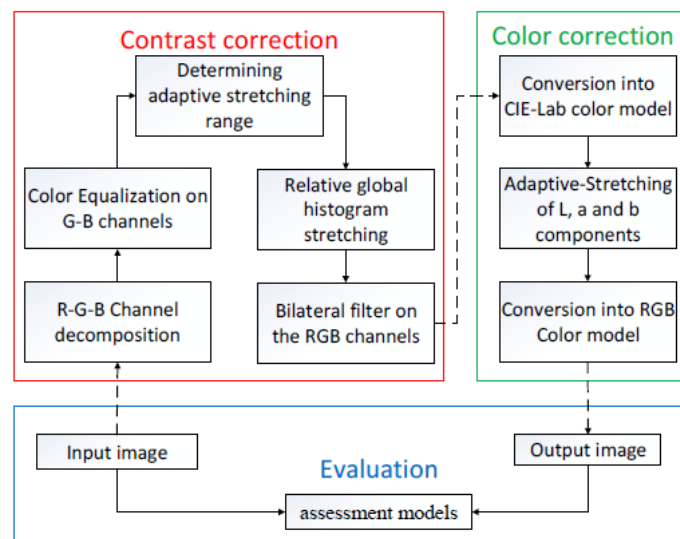 Contrast correction
Determining
adaptive stretching
range
Color Equalization on
G-B channels
Relative global
histogram
stretching
R-G-B Channel
decomposition
Bilateral filter on
the RGB channels
Color correction
Conversion into
CIE-Lab color model
Adaptive-Stretching
of L, a and b
components
Conversion into RGB
Color model
Input image
Output image
Evaluation
assessment models